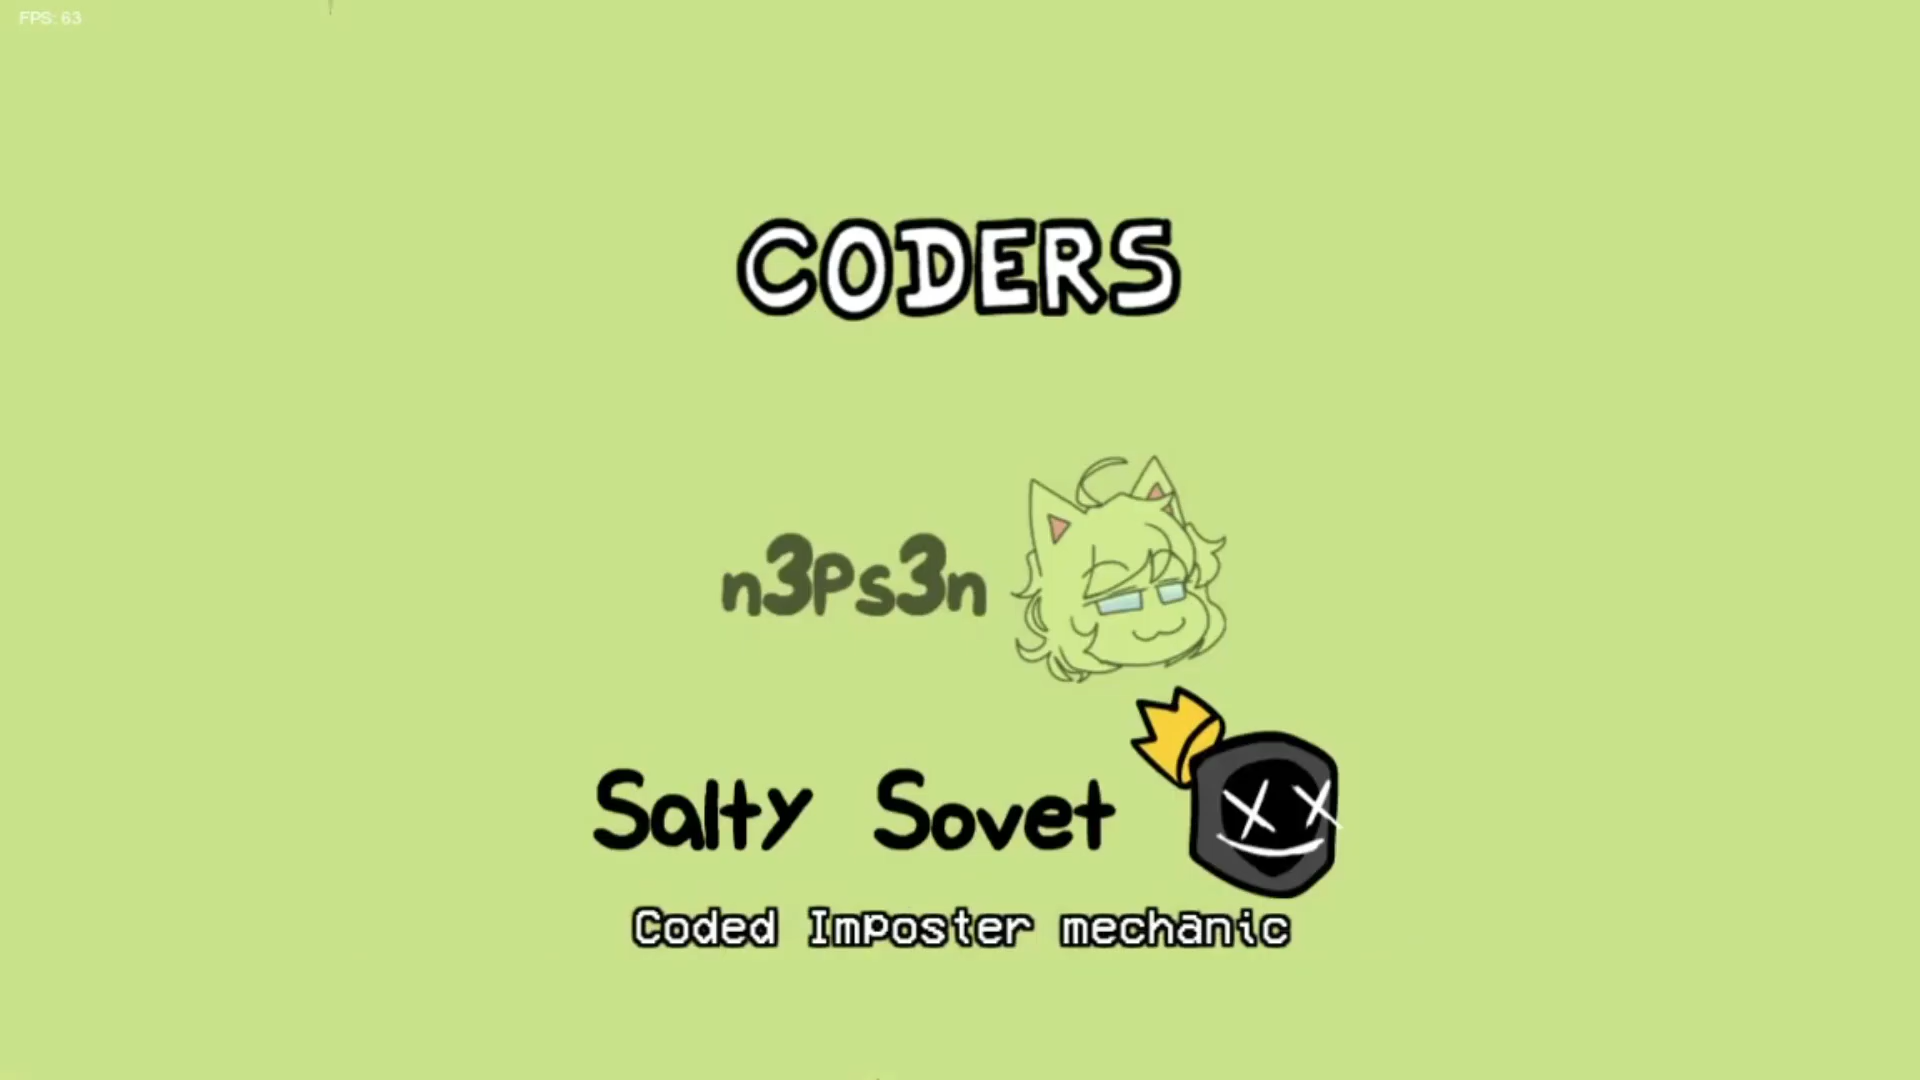 FPS: 63
CODERS
n3Ps3n
Salty Sovet
Coded Imposter mechanic